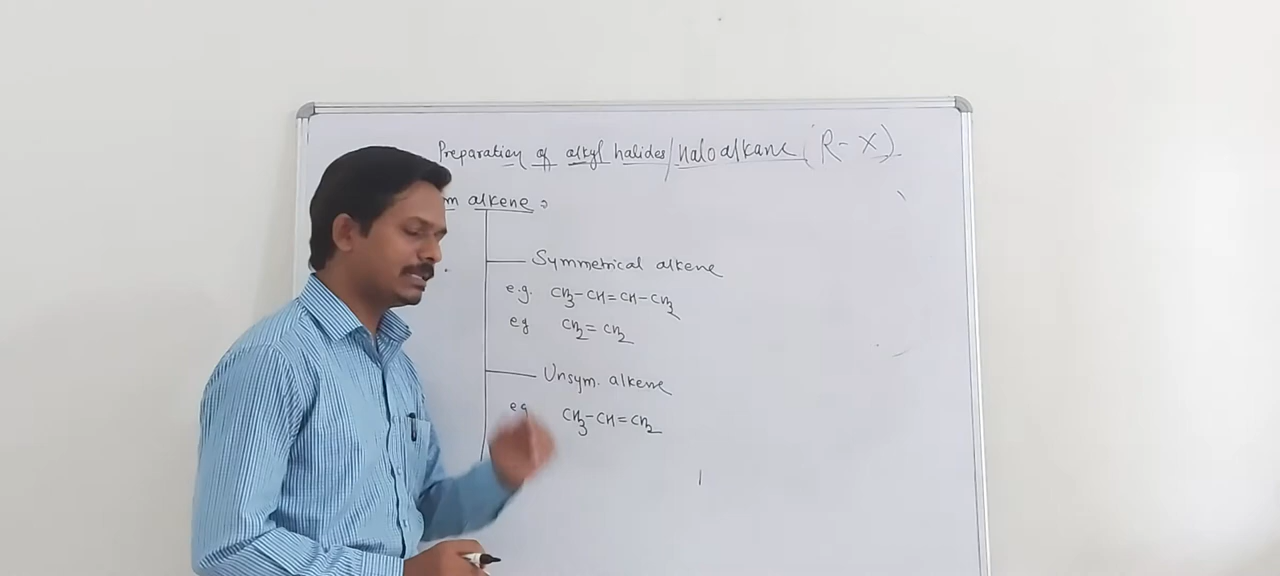 Preparation of alkyl halides/Haloalkane (R-X)
m alkene :
Symmetrical alkene
e.g. CH3-CH=CH-CH3
eg CH2=CH2
Unsym. alkene
eg CH3-CH=CH2